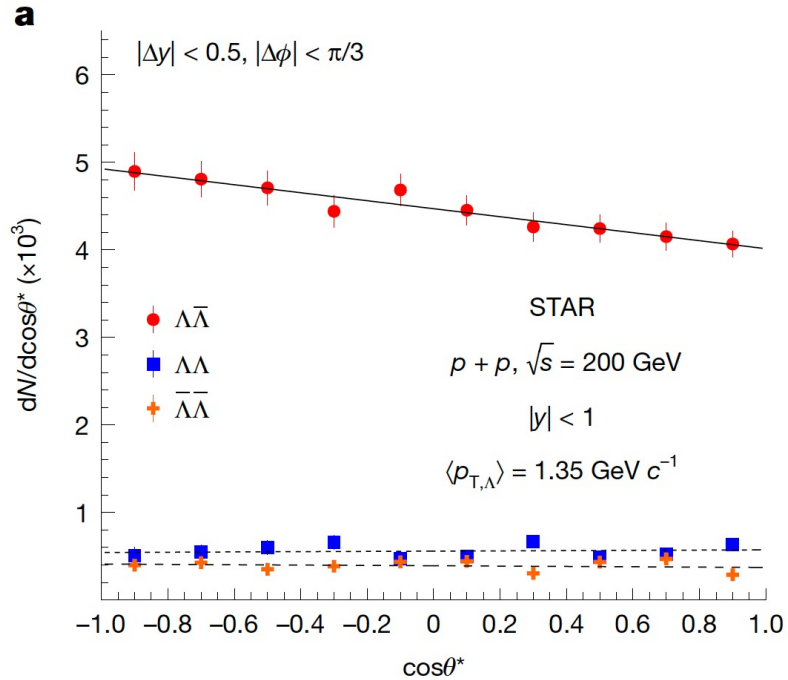 a
|Δy| < 0.5, |Δϕ| < π/3
6
5
4
3
2
1
dN/dcosθ* (×10³)
ΛΛ̅
ΛΛ
Λ̅Λ̅
STAR
p + p, √s = 200 GeV
|y| < 1
⟨p_T,Λ⟩ = 1.35 GeV c⁻¹
−1.0 −0.8 −0.6 −0.4 −0.2 0 0.2 0.4 0.6 0.8 1.0
cosθ*